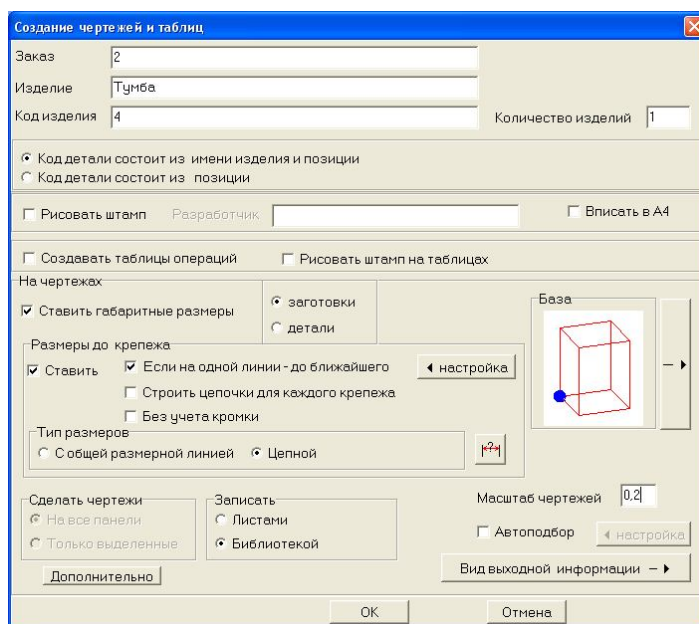 Создание чертежей и таблиц
Заказ 2
Изделие Тумба
Код изделия 4 Количество изделий 1
Код детали состоит из имени изделия и позиции
Код детали состоит из позиции
Рисовать штамп Разработчик Вписать в А4
Создавать таблицы операций Рисовать штамп на таблицах
На чертежах
Ставить габаритные размеры
заготовки
детали
База
Размеры до крепежа
Ставить Если на одной линии - до ближайшего настройка
Строить цепочки для каждого крепежа
Без учета кромки
Тип размеров
С общей размерной линией Цепной
?
Сделать чертежи
На все панели
Только выделенные
Записать
Листами
Библиотекой
Масштаб чертежей 0,2
Автоподбор настройка
Дополнительно
Вид выходной информации
ОК Отмена